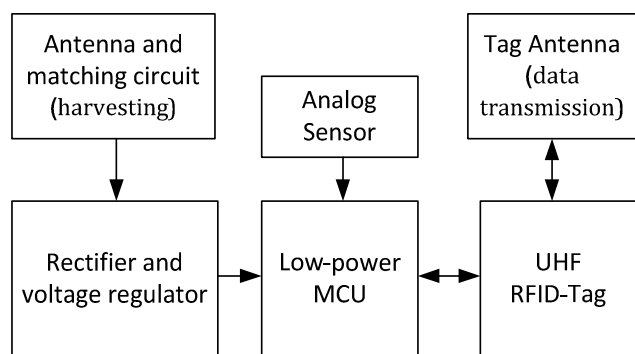 Antenna and
matching circuit
(harvesting)
Analog
Sensor
Tag Antenna
(data
transmission)
Rectifier and
voltage regulator
Low-power
MCU
UHF
RFID-Tag